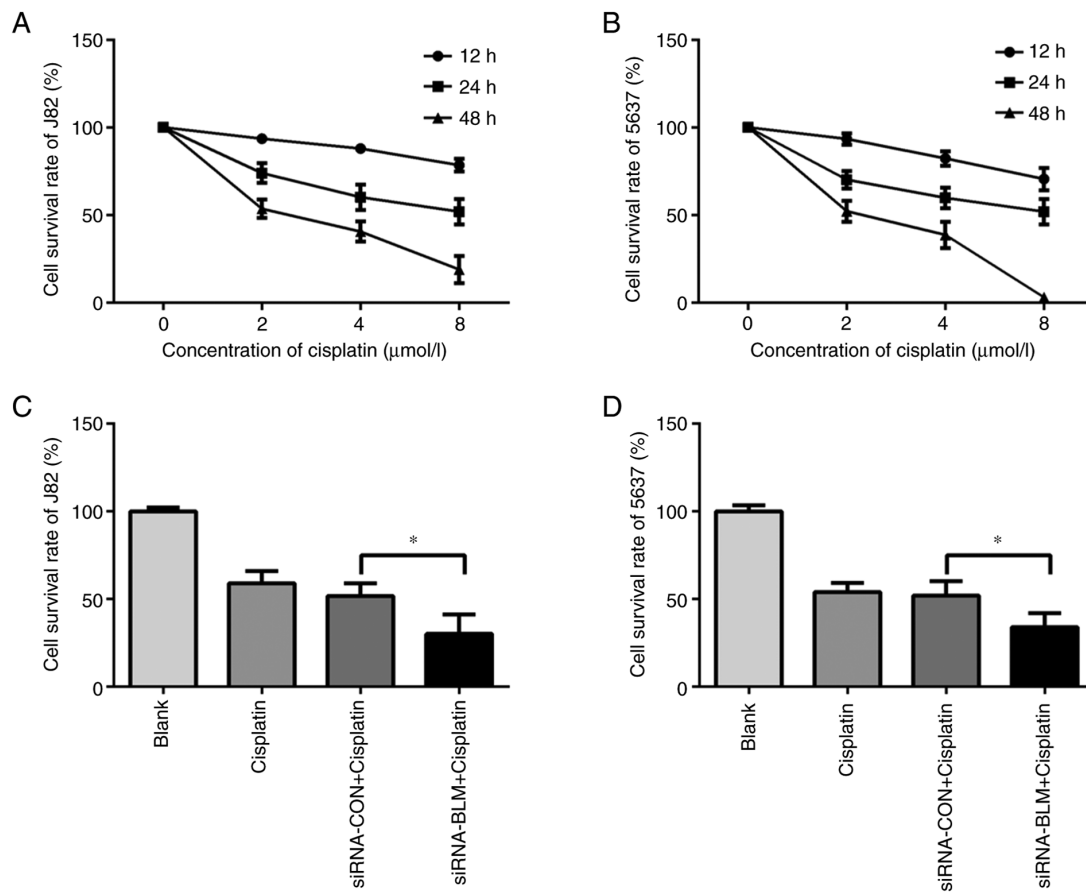 A
Cell survival rate of J82 (%)
150
100
50
0
12 h
24 h
48 h
0 2 4 8
Concentration of cisplatin (μmol/l)
B
Cell survival rate of 5637 (%)
150
100
50
0
12 h
24 h
48 h
0 2 4 8
Concentration of cisplatin (μmol/l)
C
Cell survival rate of J82 (%)
150
100
50
0
*
Blank
Cisplatin
siRNA-CON+Cisplatin
siRNA-BLM+Cisplatin
D
Cell survival rate of 5637 (%)
150
100
50
0
*
Blank
Cisplatin
siRNA-CON+Cisplatin
siRNA-BLM+Cisplatin